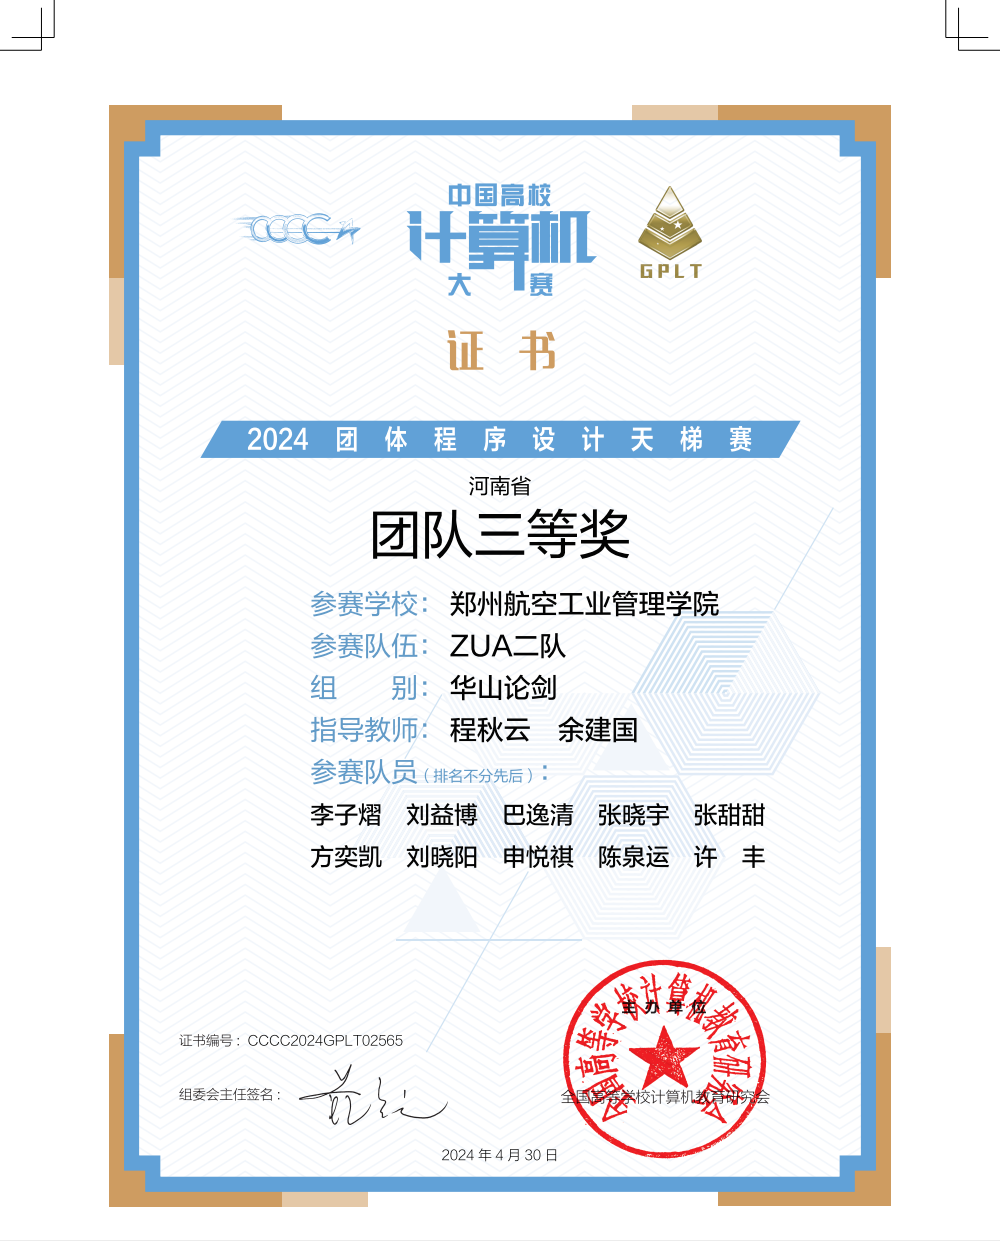 CCCC
中国高校
计算机
大赛
GPLT
证 书
2024 团体程序设计天梯赛
河南省
团队三等奖
参赛学校： 郑州航空工业管理学院
参赛队伍： ZUA二队
组 别： 华山论剑
指导教师： 程秋云 余建国
参赛队员（排名不分先后）：
李子熠 刘益博 巴逸清 张晓宇 张甜甜
方奕凯 刘晓阳 申悦祺 陈泉运 许 丰
全国高等学校计算机教育研究会
主办单位
证书编号：CCCC2024GPLT02565
组委会主任签名：
全国高等学校计算机教育研究会
2024 年 4 月 30 日